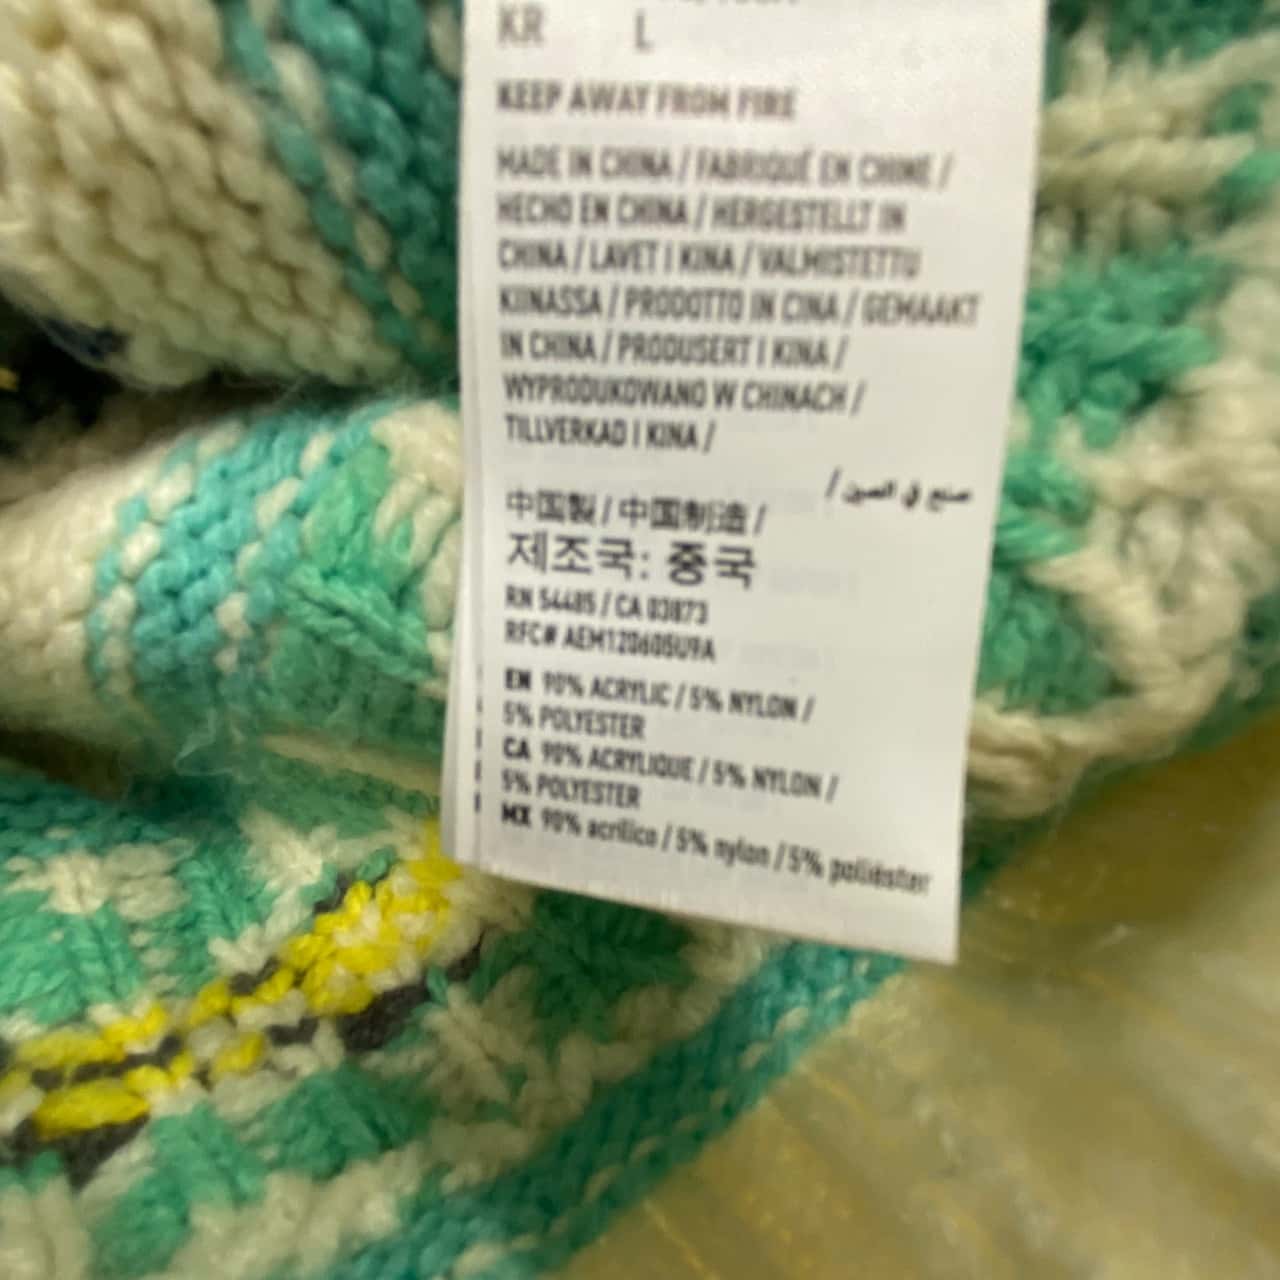 KR L
KEEP AWAY FROM FIRE
MADE IN CHINA / FABRIQUÉ EN CHINE /
HECHO EN CHINA / HERGESTELLT IN
CHINA / LAVET I KINA / VALMISTETTU
KIINASSA / PRODOTTO IN CINA / GEMAAKT
IN CHINA / PRODUSERT I KINA /
WYPRODUKOWANO W CHINACH /
TILLVERKAD I KINA /
صنع في الصين /
中国製 / 中国制造 /
제조국: 중국
RN 54485 / CA 03873
RFC# AEM120605U9A
EN 90% ACRYLIC / 5% NYLON /
5% POLYESTER
CA 90% ACRYLIQUE / 5% NYLON /
5% POLYESTER
MX 90% acrílico / 5% nylon / 5% poliéster